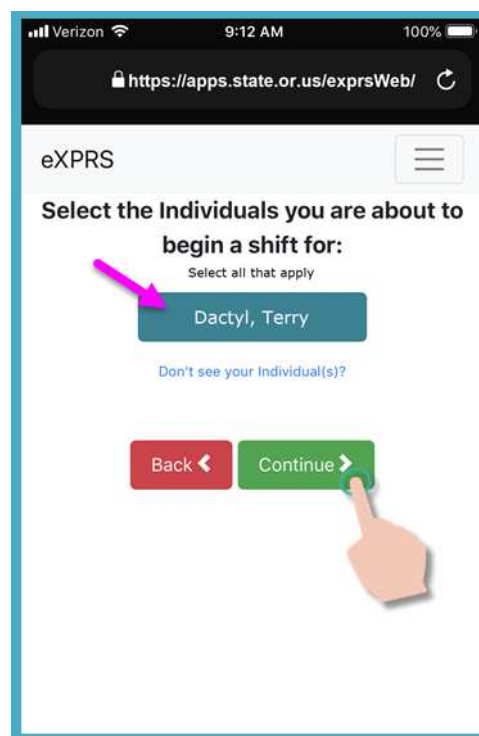 Verizon 9:12 AM 100%
https://apps.state.or.us/exprsWeb/
eXPRS
Select the Individuals you are about to
begin a shift for:
Select all that apply
Dactyl, Terry
Don't see your Individual(s)?
Back Continue